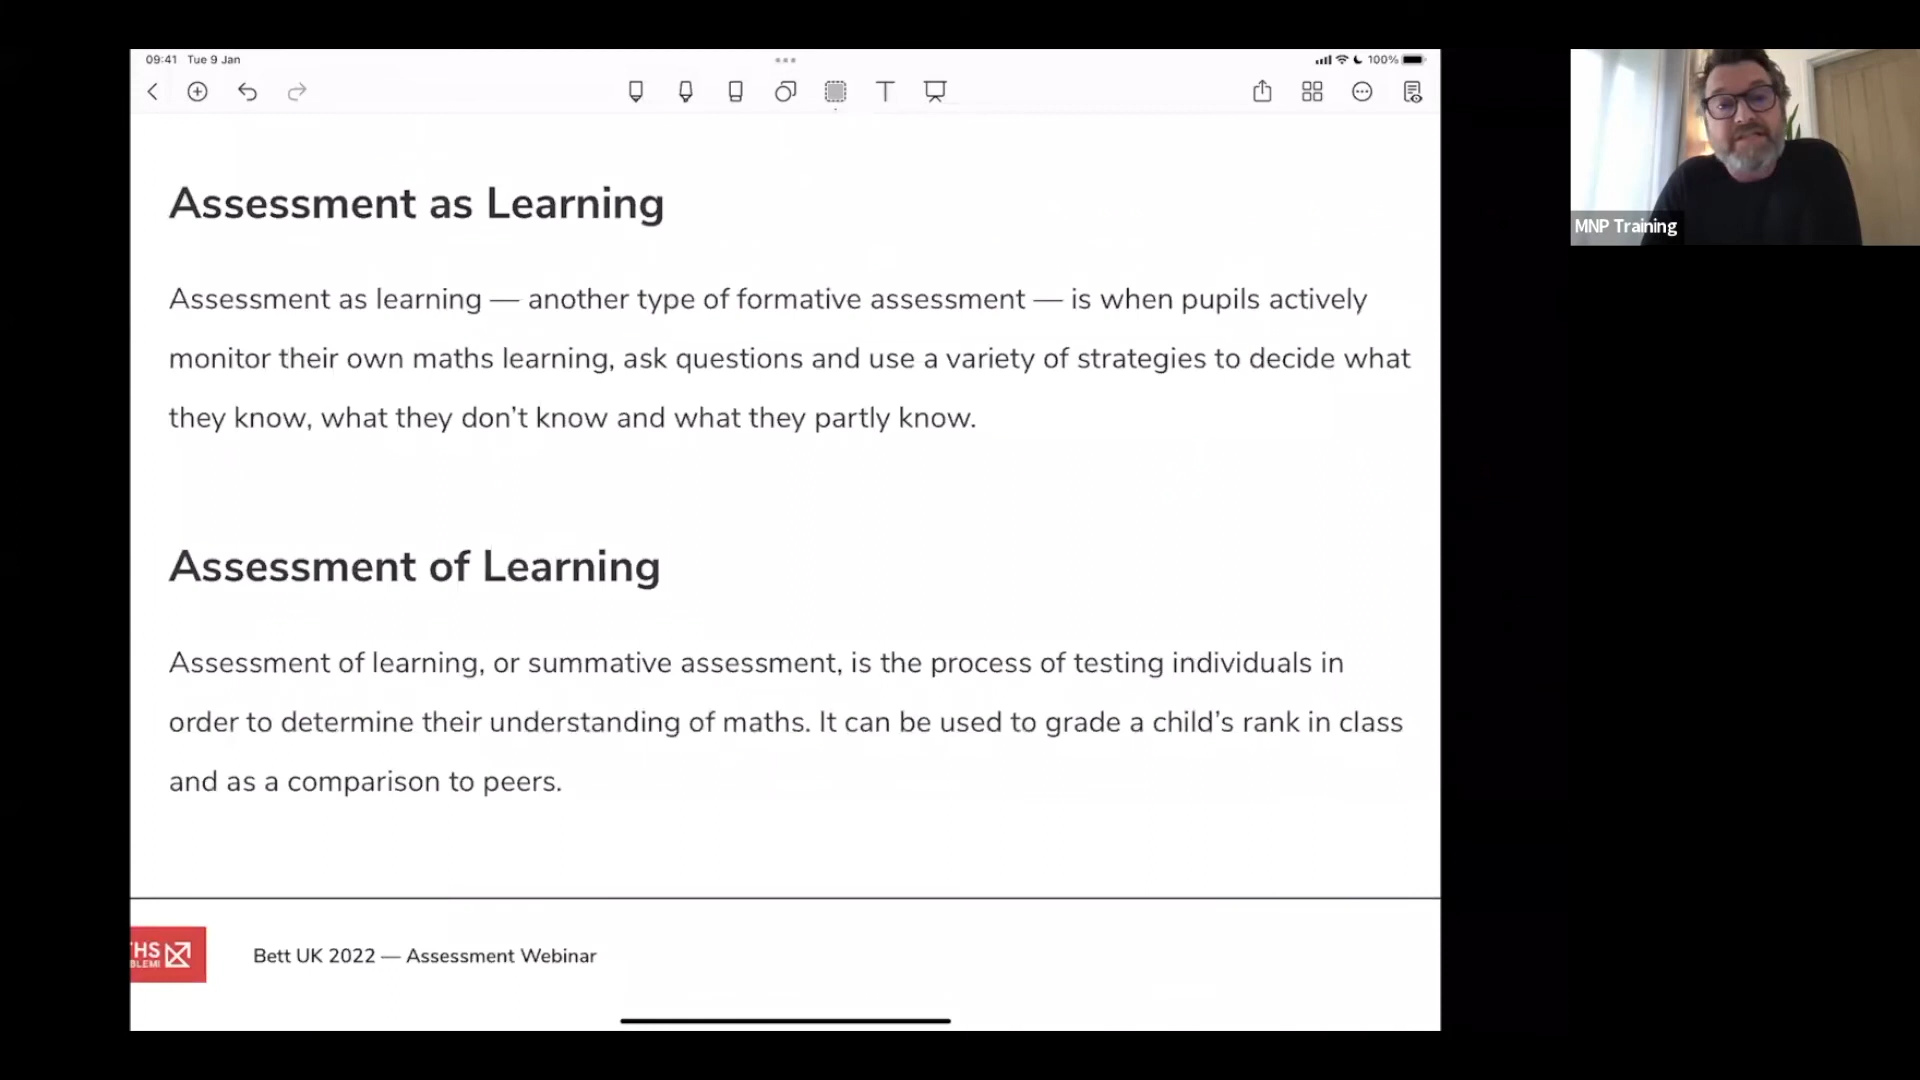 09:41 Tue 9 Jan
100%
MNP Training
Assessment as Learning
Assessment as learning — another type of formative assessment — is when pupils actively
monitor their own maths learning, ask questions and use a variety of strategies to decide what
they know, what they don’t know and what they partly know.
Assessment of Learning
Assessment of learning, or summative assessment, is the process of testing individuals in
order to determine their understanding of maths. It can be used to grade a child’s rank in class
and as a comparison to peers.
THS
BLEM!
Bett UK 2022 — Assessment Webinar